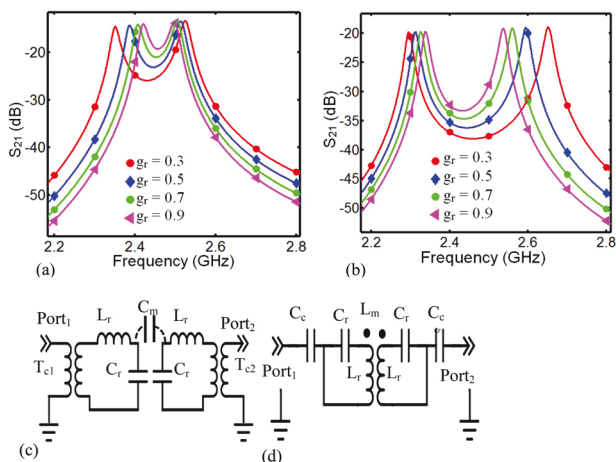 -20
-30
-40
-50
S21 (dB)
gr = 0.3
gr = 0.5
gr = 0.7
gr = 0.9
2.2 2.4 2.6 2.8
Frequency (GHz)
(a)
-15
-20
-25
-30
-35
-40
-45
-50
S21 (dB)
gr = 0.3
gr = 0.5
gr = 0.7
gr = 0.9
2.2 2.4 2.6 2.8
Frequency (GHz)
(b)
Port1 Lr Cm Lr Port2
Tc1 Cr Cr Tc2
(c)
Cc Cr Lm Cr Cc
Port1 Lr Lr Port2
(d)